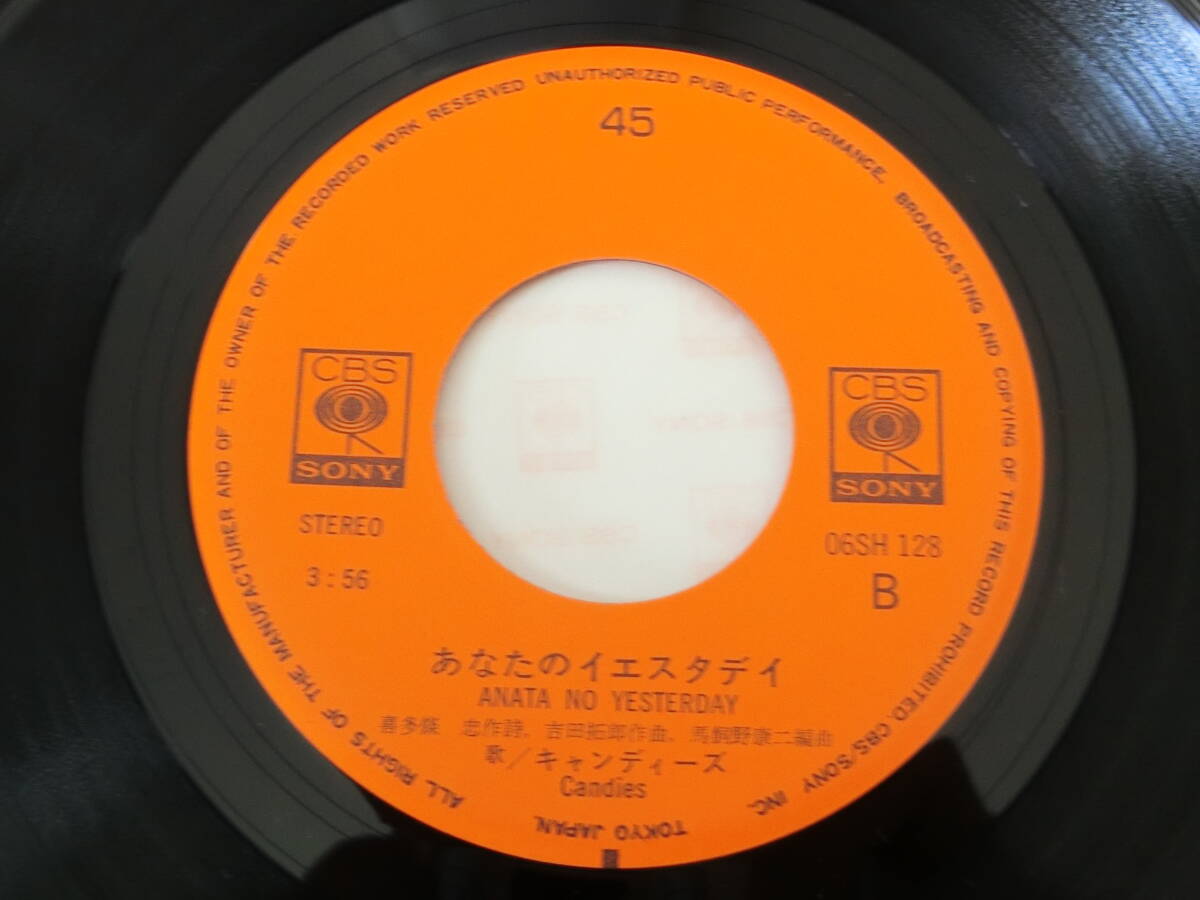 45
ALL RIGHTS OF THE MANUFACTURER AND OF THE OWNER OF THE RECORDED WORK RESERVED UNAUTHORIZED PUBLIC PERFORMANCE, BROADCASTING AND COPYING OF THIS RECORD PROHIBITED. CBS/SONY INC. TOKYO JAPAN.
CBS
SONY
CBS
SONY
STEREO
3:56
06SH 128
B
あなたのイエスタデイ
ANATA NO YESTERDAY
喜多條 忠作詩、吉田拓郎作曲、馬飼野康二編曲
歌/キャンディーズ
Candies